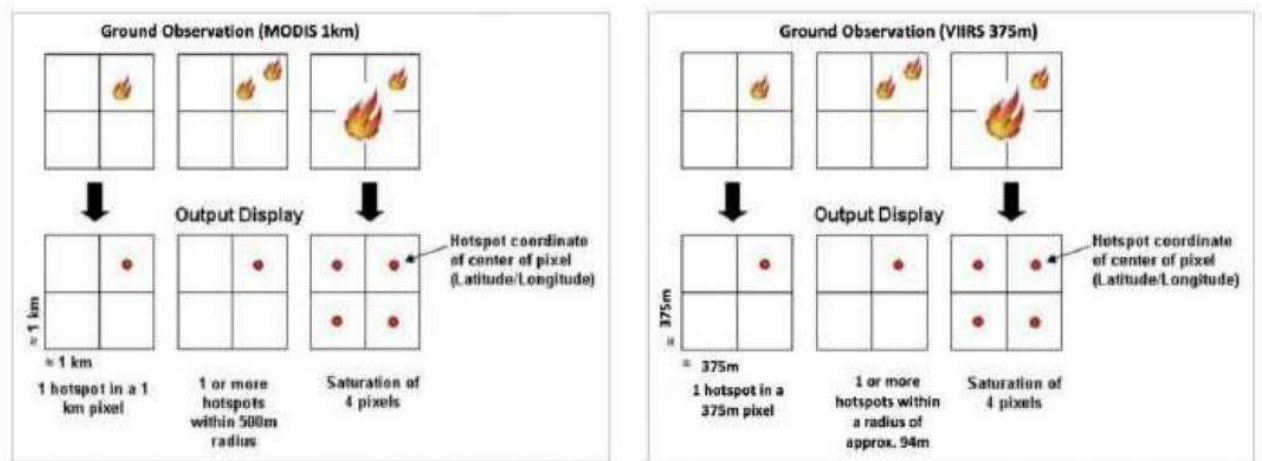 Ground Observation (MODIS 1km)
Output Display
Hotspot coordinate
of center of pixel
(Latitude/Longitude)
≈ 1 km
≈ 1 km
1 hotspot in a 1
km pixel
1 or more
hotspots
within 500m
radius
Saturation of
4 pixels
Ground Observation (VIIRS 375m)
Output Display
Hotspot coordinate
of center of pixel
(Latitude/Longitude)
= 375m
= 375m
1 hotspot in a
375m pixel
1 or more
hotspots within
a radius of
approx. 94m
Saturation of
4 pixels